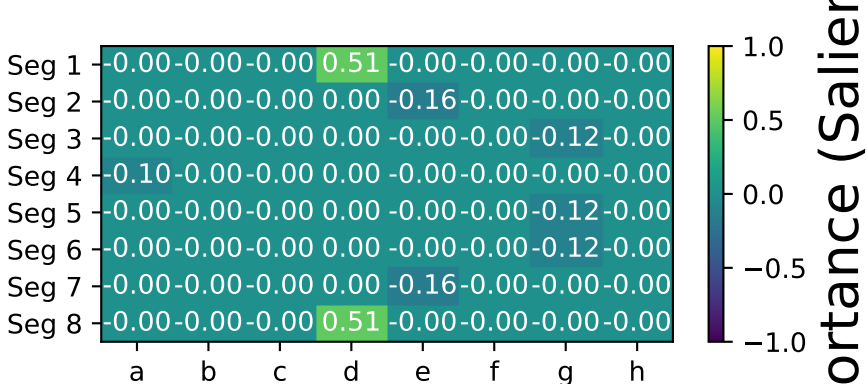 Seg 1 -0.00 -0.00 -0.00 0.51 -0.00 -0.00 -0.00 -0.00
Seg 2 -0.00 -0.00 -0.00 0.00 -0.16 -0.00 -0.00 -0.00
Seg 3 -0.00 -0.00 -0.00 0.00 -0.00 -0.00 -0.12 -0.00
Seg 4 -0.10 -0.00 -0.00 0.00 -0.00 -0.00 -0.00 -0.00
Seg 5 -0.00 -0.00 -0.00 0.00 -0.00 -0.00 -0.12 -0.00
Seg 6 -0.00 -0.00 -0.00 0.00 -0.00 -0.00 -0.12 -0.00
Seg 7 -0.00 -0.00 -0.00 0.00 -0.16 -0.00 -0.00 -0.00
Seg 8 -0.00 -0.00 -0.00 0.51 -0.00 -0.00 -0.00 -0.00
a b c d e f g h
1.0
0.5
0.0
−0.5
−1.0
ortance (Salien